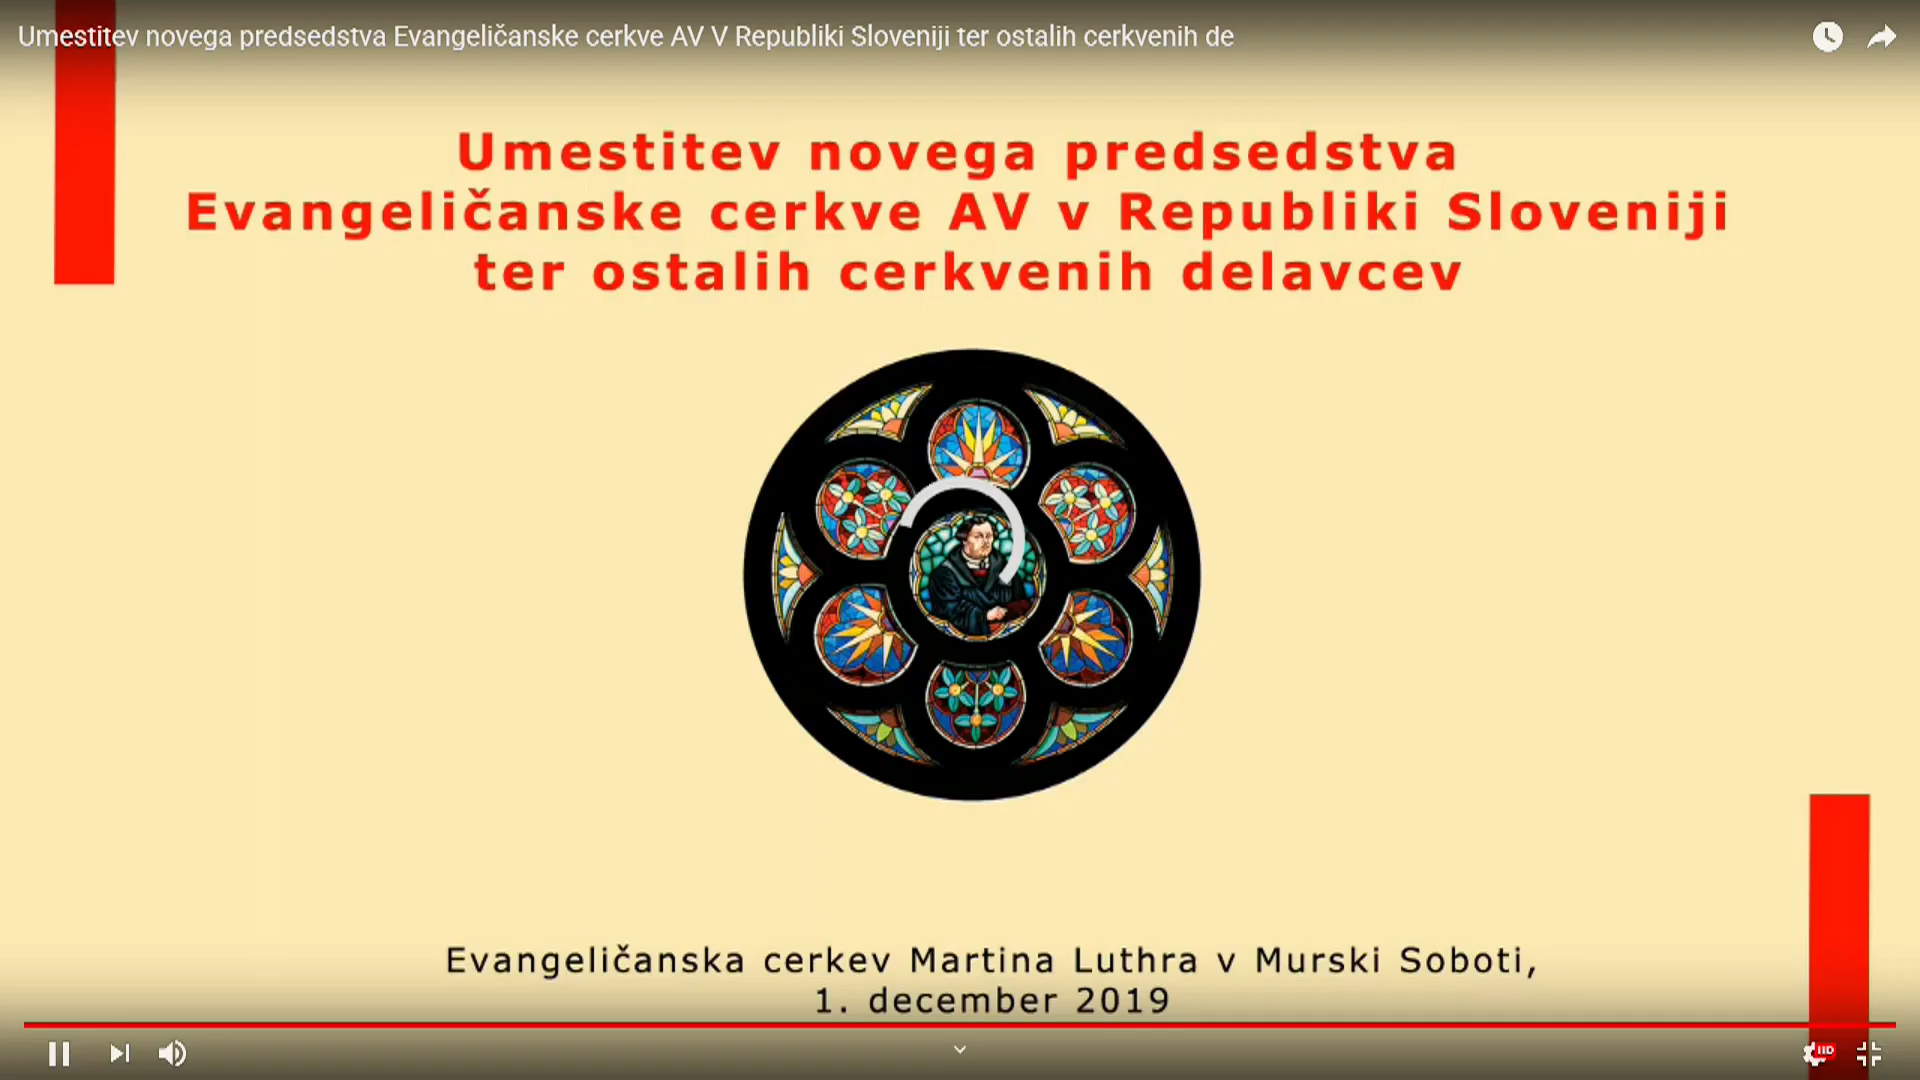 Umestitev novega predsedstva Evangeličanske cerkve AV V Republiki Sloveniji ter ostalih cerkvenih de
Umestitev novega predsedstva
Evangeličanske cerkve AV v Republiki Sloveniji
ter ostalih cerkvenih delavcev
Evangeličanska cerkev Martina Luthra v Murski Soboti,
1. december 2019
HD